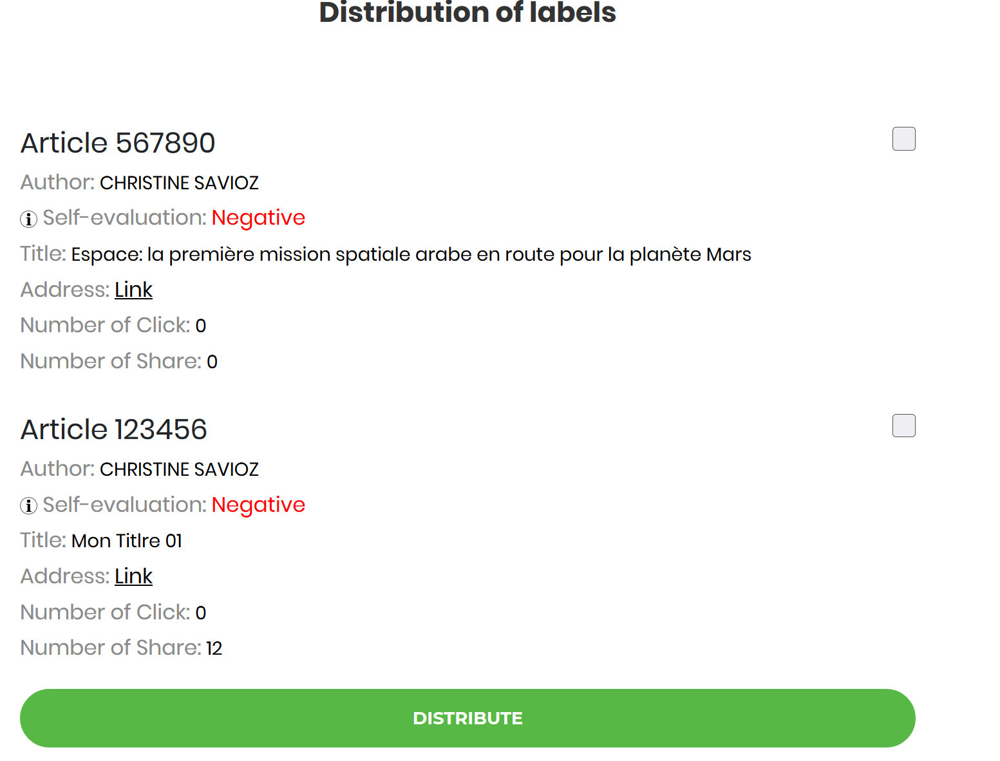 Distribution of labels
Article 567890
Author: CHRISTINE SAVIOZ
Self-evaluation: Negative
Title: Espace: la première mission spatiale arabe en route pour la planète Mars
Address: Link
Number of Click: 0
Number of Share: 0
Article 123456
Author: CHRISTINE SAVIOZ
Self-evaluation: Negative
Title: Mon Titlre 01
Address: Link
Number of Click: 0
Number of Share: 12
DISTRIBUTE